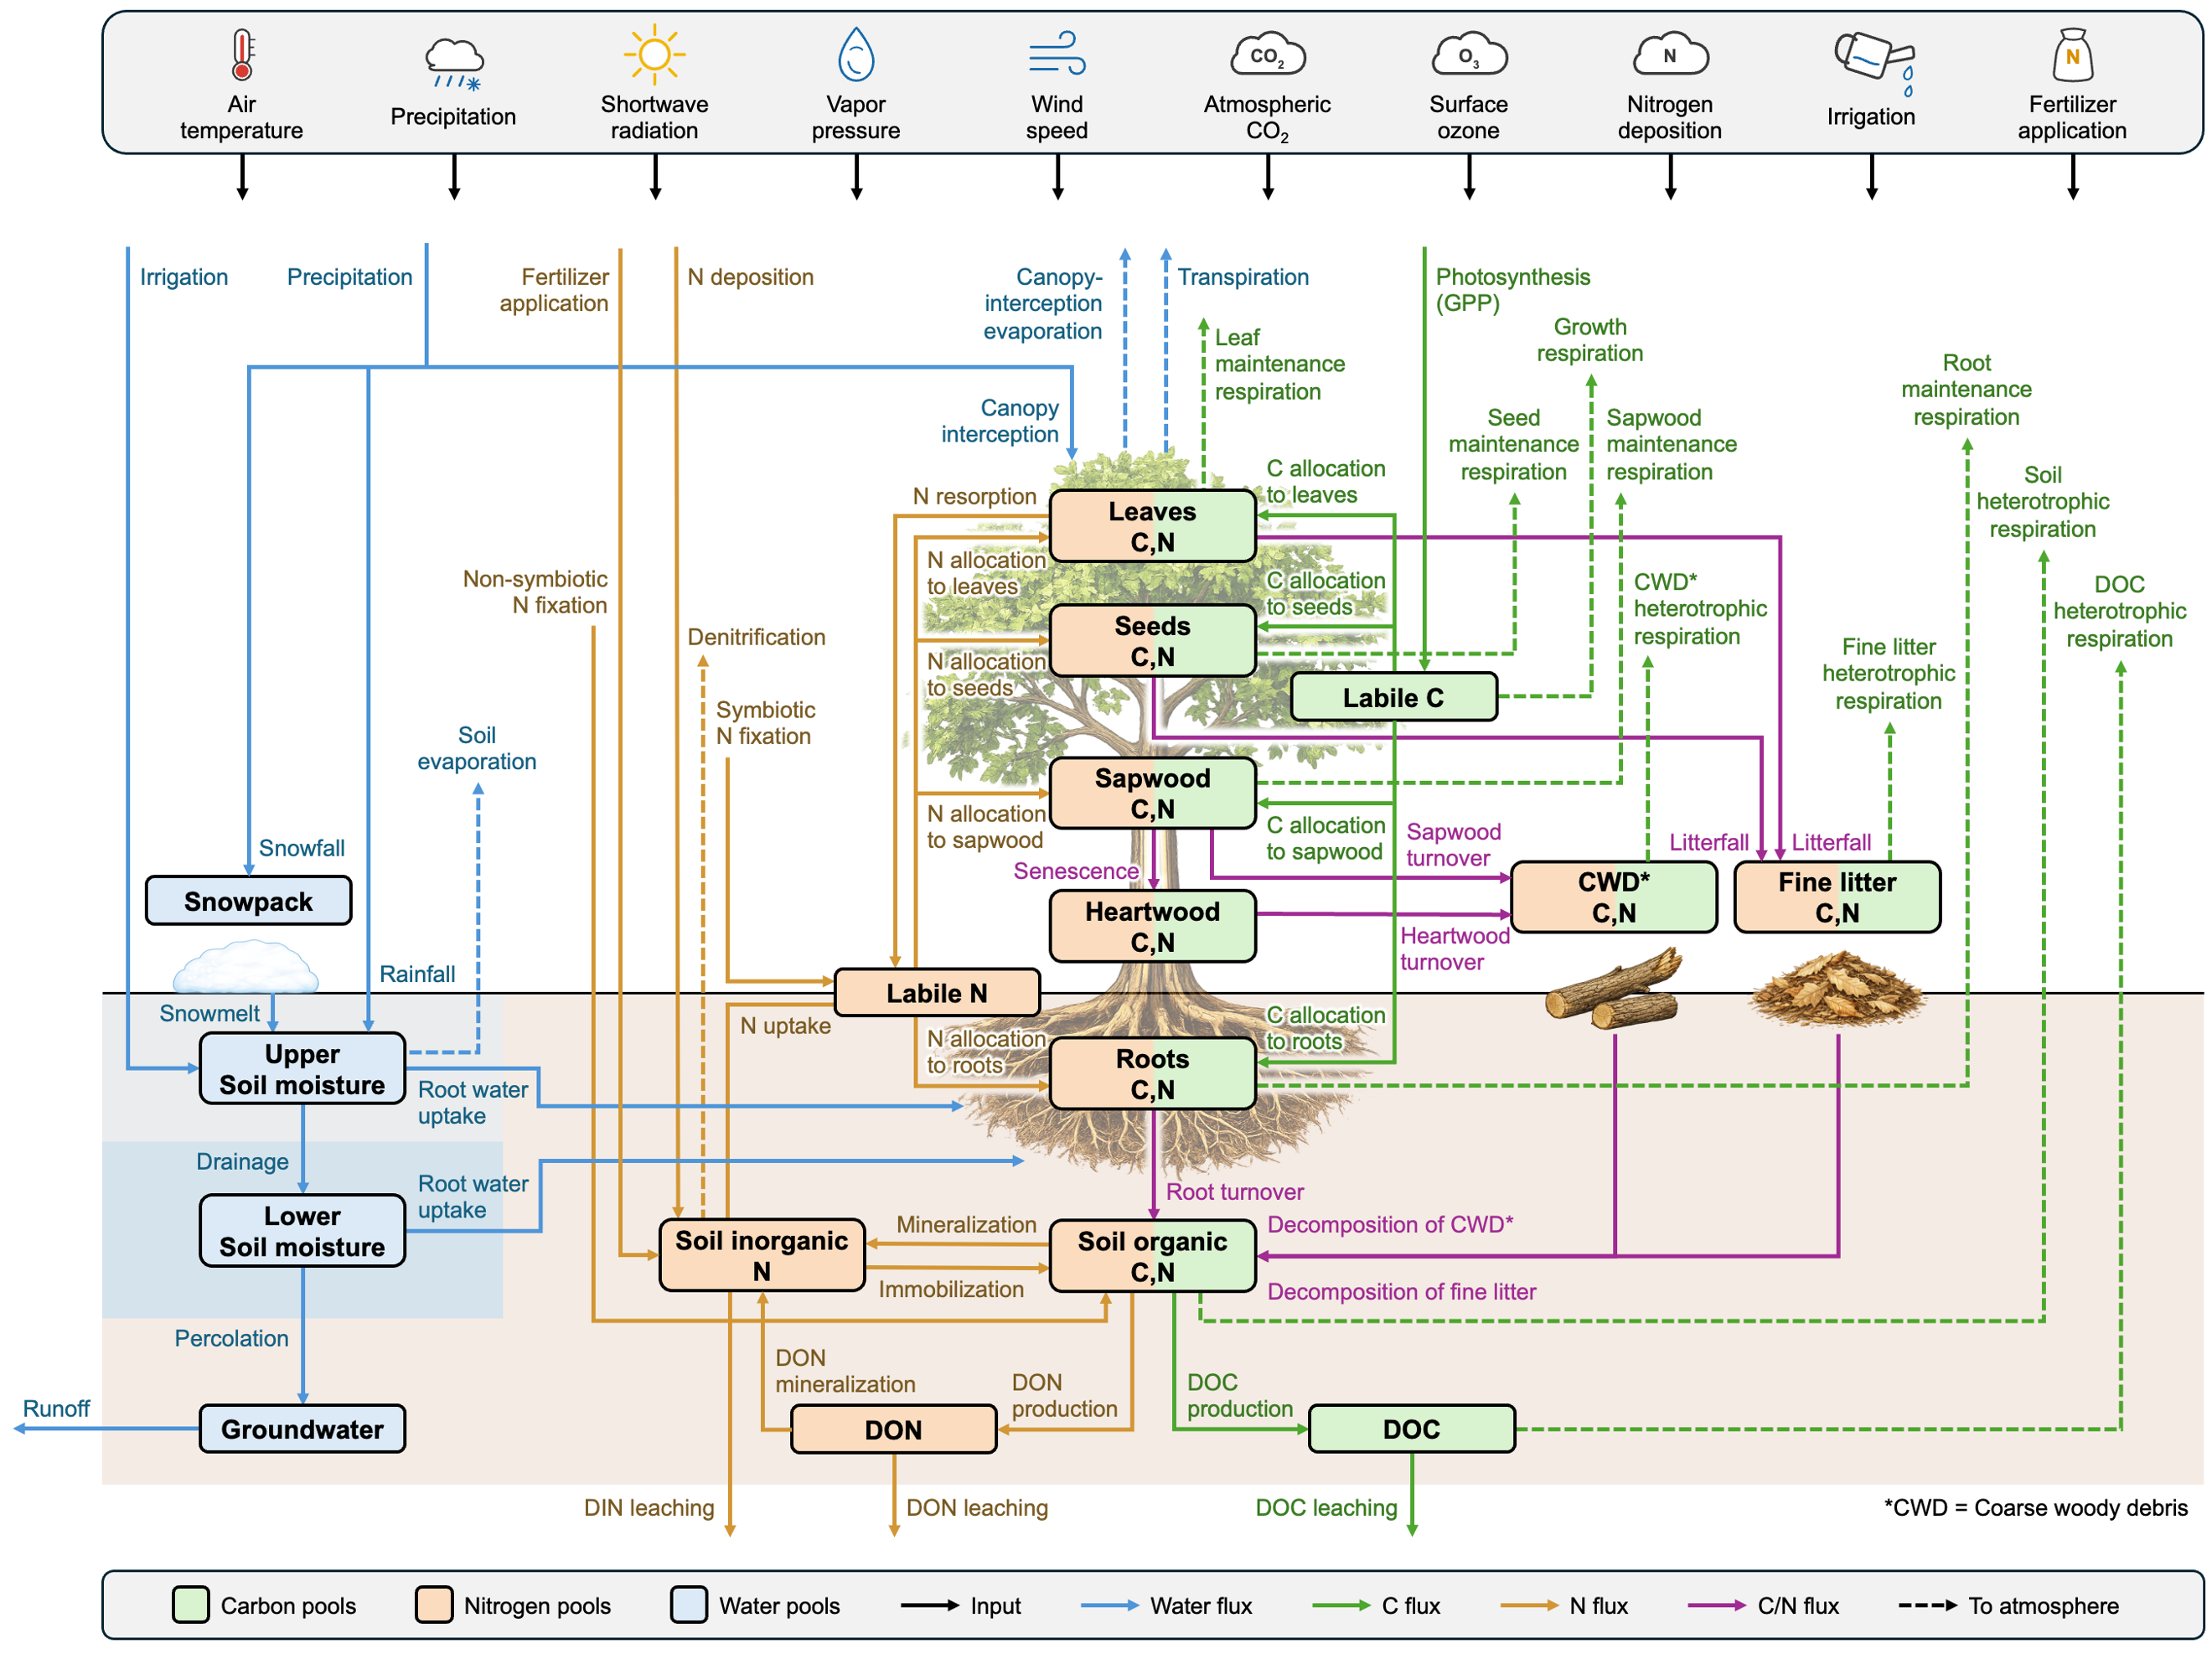 Air
temperature
Precipitation
Shortwave
radiation
Vapor
pressure
Wind
speed
CO2
Atmospheric
CO2
O3
Surface
ozone
N
Nitrogen
deposition
Irrigation
N
Fertilizer
application
Irrigation
Precipitation
Fertilizer
application
N deposition
Canopy-
interception
evaporation
Transpiration
Leaf
maintenance
respiration
Photosynthesis
(GPP)
Growth
respiration
Seed
maintenance
respiration
Sapwood
maintenance
respiration
Root
maintenance
respiration
Soil
heterotrophic
respiration
DOC
heterotrophic
respiration
CWD*
heterotrophic
respiration
Fine litter
heterotrophic
respiration
Canopy
interception
N resorption
Leaves
C,N
C allocation
to leaves
N allocation
to leaves
Non-symbiotic
N fixation
Denitrification
Symbiotic
N fixation
Seeds
C,N
C allocation
to seeds
N allocation
to seeds
Labile C
Soil
evaporation
Sapwood
C,N
N allocation
to sapwood
C allocation
to sapwood
Sapwood
turnover
Litterfall
Litterfall
Senescence
Snowfall
Snowpack
Heartwood
C,N
CWD*
C,N
Fine litter
C,N
Heartwood
turnover
Rainfall
Labile N
Snowmelt
N uptake
Upper
Soil moisture
N allocation
to roots
Roots
C,N
C allocation
to roots
Root water
uptake
Drainage
Root water
uptake
Lower
Soil moisture
Root turnover
Soil inorganic
N
Mineralization
Immobilization
Soil organic
C,N
Decomposition of CWD*
Decomposition of fine litter
Percolation
DON
mineralization
DON
production
DOC
production
Runoff
Groundwater
DON
DOC
DIN leaching
DON leaching
DOC leaching
*CWD = Coarse woody debris
Carbon pools
Nitrogen pools
Water pools
Input
Water flux
C flux
N flux
C/N flux
To atmosphere